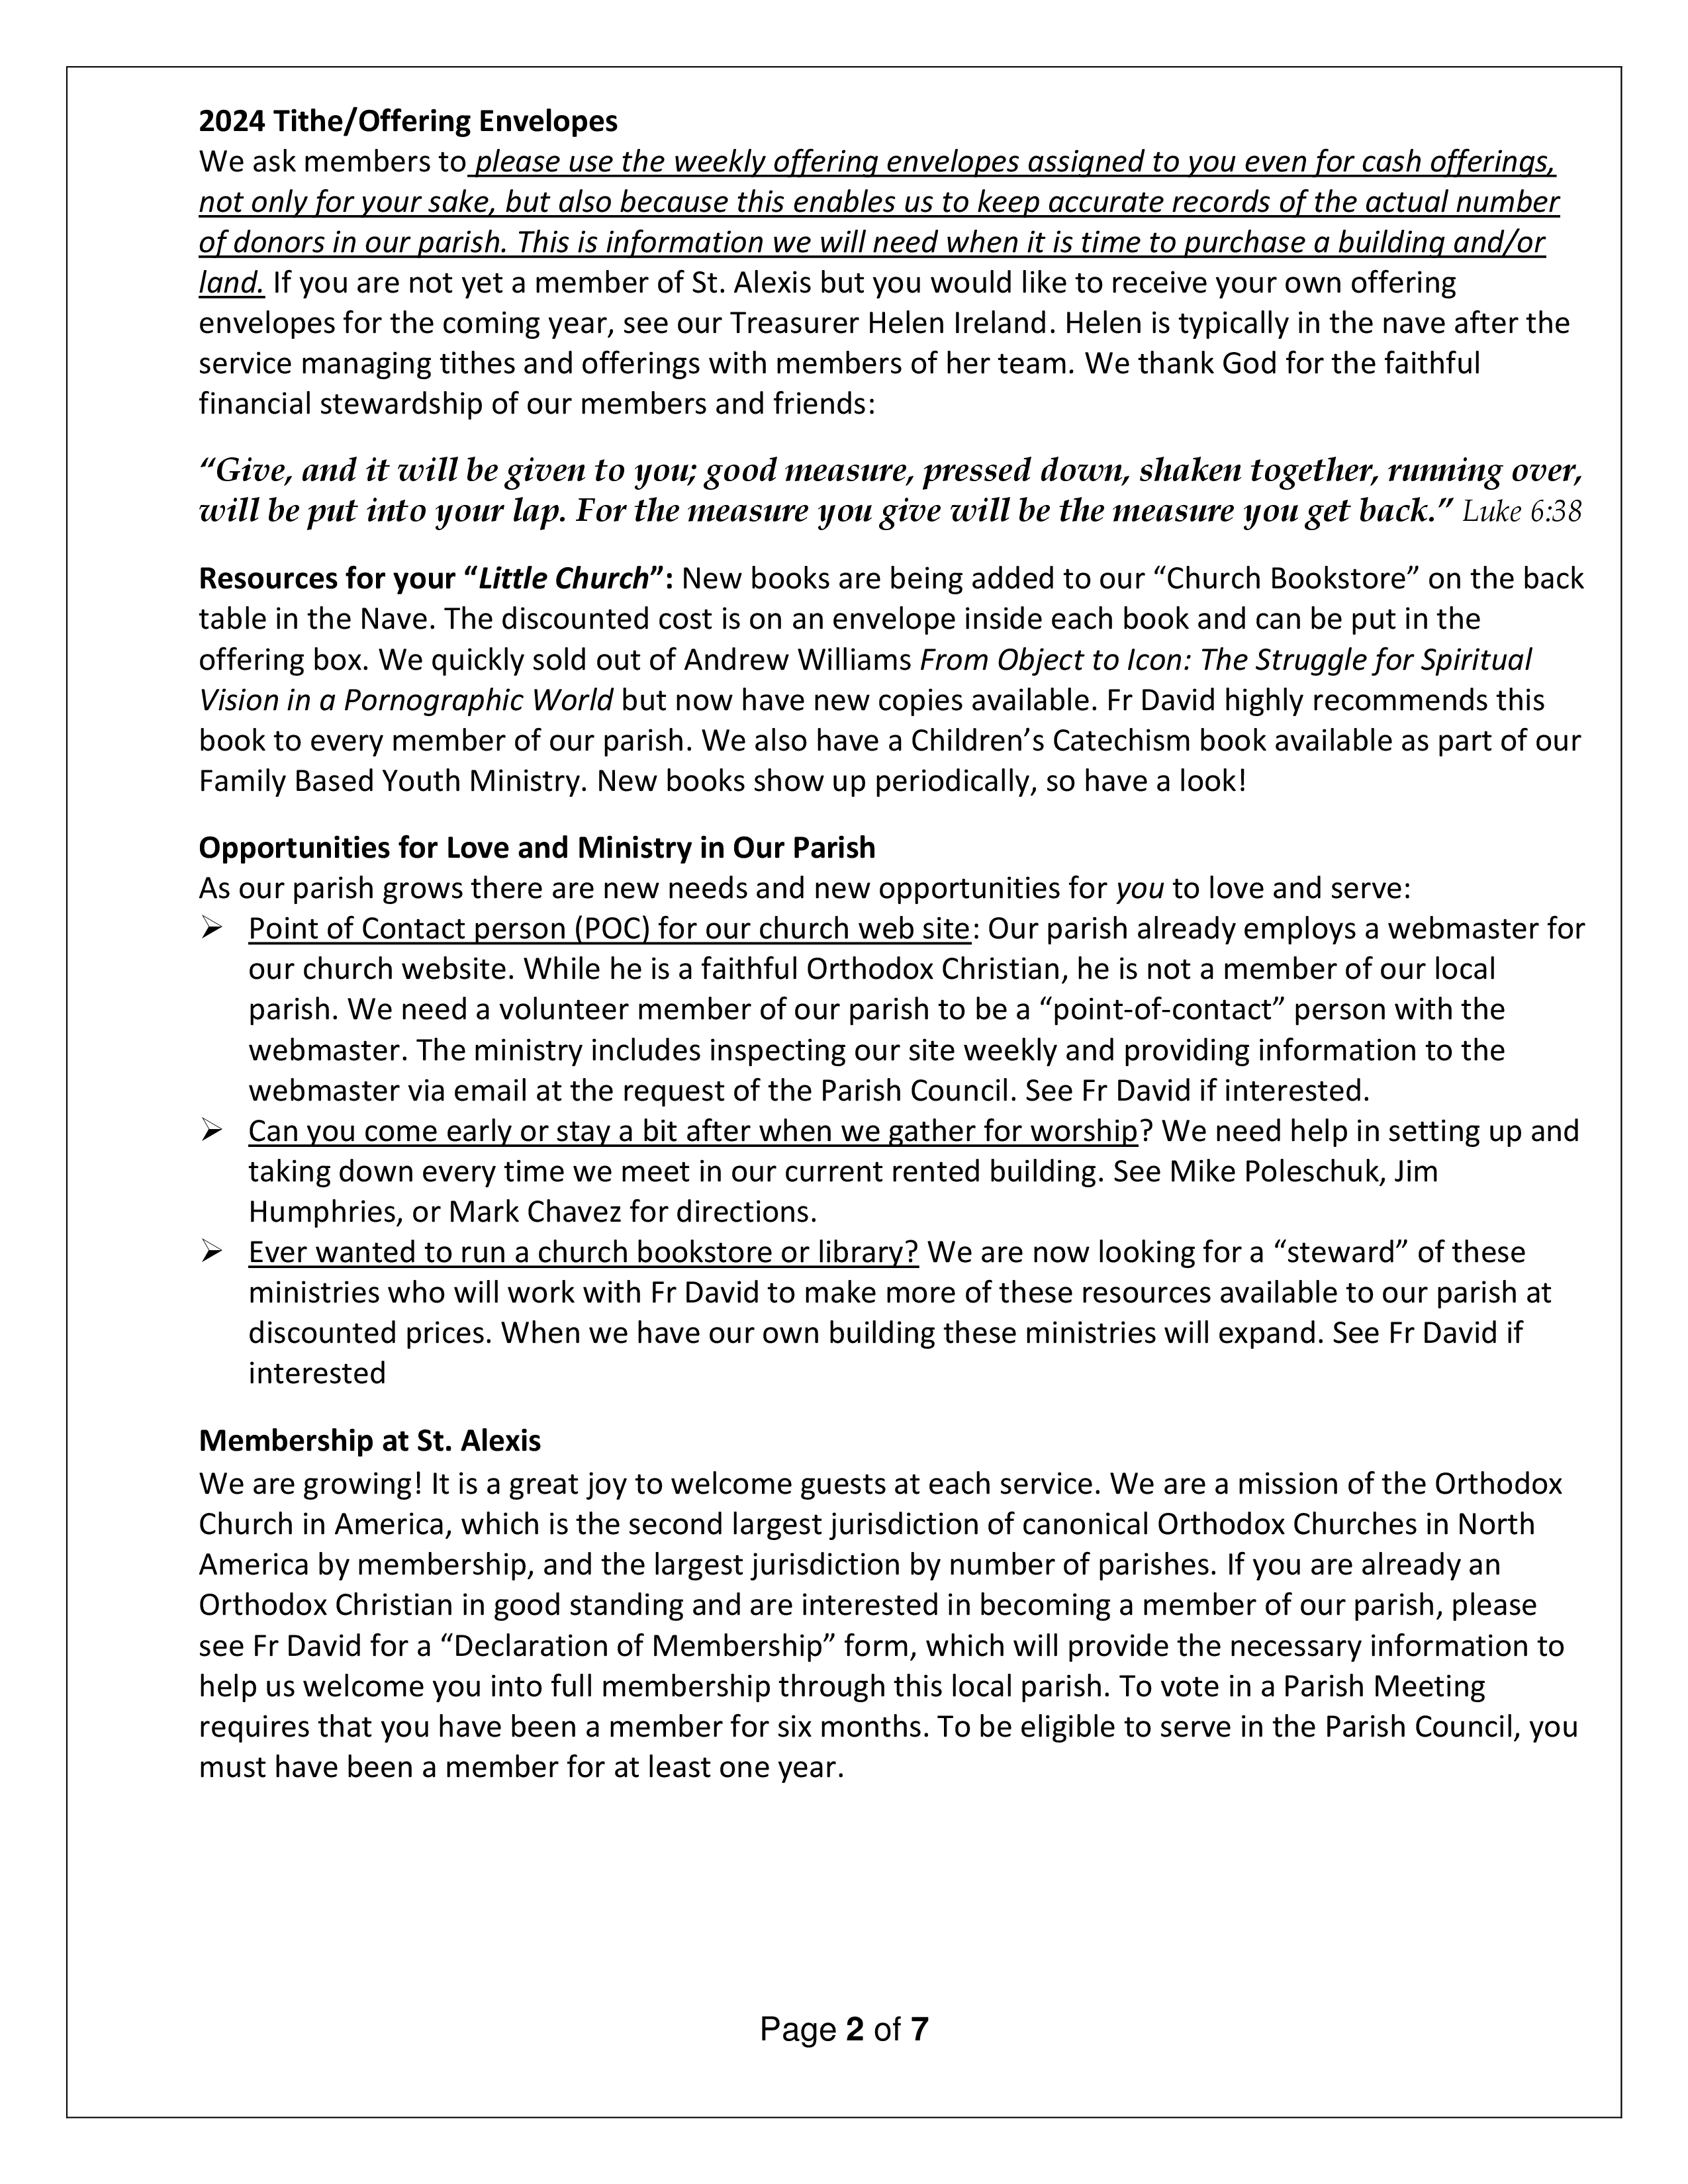 2024 Tithe/Offering Envelopes
We ask members to please use the weekly offering envelopes assigned to you even for cash offerings,
not only for your sake, but also because this enables us to keep accurate records of the actual number
of donors in our parish. This is information we will need when it is time to purchase a building and/or
land. If you are not yet a member of St. Alexis but you would like to receive your own offering
envelopes for the coming year, see our Treasurer Helen Ireland. Helen is typically in the nave after the
service managing tithes and offerings with members of her team. We thank God for the faithful
financial stewardship of our members and friends:
“Give, and it will be given to you; good measure, pressed down, shaken together, running over,
will be put into your lap. For the measure you give will be the measure you get back.” Luke 6:38
Resources for your “Little Church”: New books are being added to our “Church Bookstore” on the back
table in the Nave. The discounted cost is on an envelope inside each book and can be put in the
offering box. We quickly sold out of Andrew Williams From Object to Icon: The Struggle for Spiritual
Vision in a Pornographic World but now have new copies available. Fr David highly recommends this
book to every member of our parish. We also have a Children’s Catechism book available as part of our
Family Based Youth Ministry. New books show up periodically, so have a look!
Opportunities for Love and Ministry in Our Parish
As our parish grows there are new needs and new opportunities for you to love and serve:
➢ Point of Contact person (POC) for our church web site: Our parish already employs a webmaster for
our church website. While he is a faithful Orthodox Christian, he is not a member of our local
parish. We need a volunteer member of our parish to be a “point-of-contact” person with the
webmaster. The ministry includes inspecting our site weekly and providing information to the
webmaster via email at the request of the Parish Council. See Fr David if interested.
➢ Can you come early or stay a bit after when we gather for worship? We need help in setting up and
taking down every time we meet in our current rented building. See Mike Poleschuk, Jim
Humphries, or Mark Chavez for directions.
➢ Ever wanted to run a church bookstore or library? We are now looking for a “steward” of these
ministries who will work with Fr David to make more of these resources available to our parish at
discounted prices. When we have our own building these ministries will expand. See Fr David if
interested
Membership at St. Alexis
We are growing! It is a great joy to welcome guests at each service. We are a mission of the Orthodox
Church in America, which is the second largest jurisdiction of canonical Orthodox Churches in North
America by membership, and the largest jurisdiction by number of parishes. If you are already an
Orthodox Christian in good standing and are interested in becoming a member of our parish, please
see Fr David for a “Declaration of Membership” form, which will provide the necessary information to
help us welcome you into full membership through this local parish. To vote in a Parish Meeting
requires that you have been a member for six months. To be eligible to serve in the Parish Council, you
must have been a member for at least one year.
Page 2 of 7